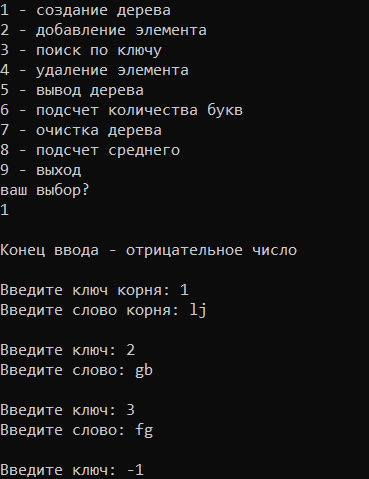 1 - создание дерева
2 - добавление элемента
3 - поиск по ключу
4 - удаление элемента
5 - вывод дерева
6 - подсчет количества букв
7 - очистка дерева
8 - подсчет среднего
9 - выход
ваш выбор?
1
Конец ввода - отрицательное число
Введите ключ корня: 1
Введите слово корня: lj
Введите ключ: 2
Введите слово: gb
Введите ключ: 3
Введите слово: fg
Введите ключ: -1